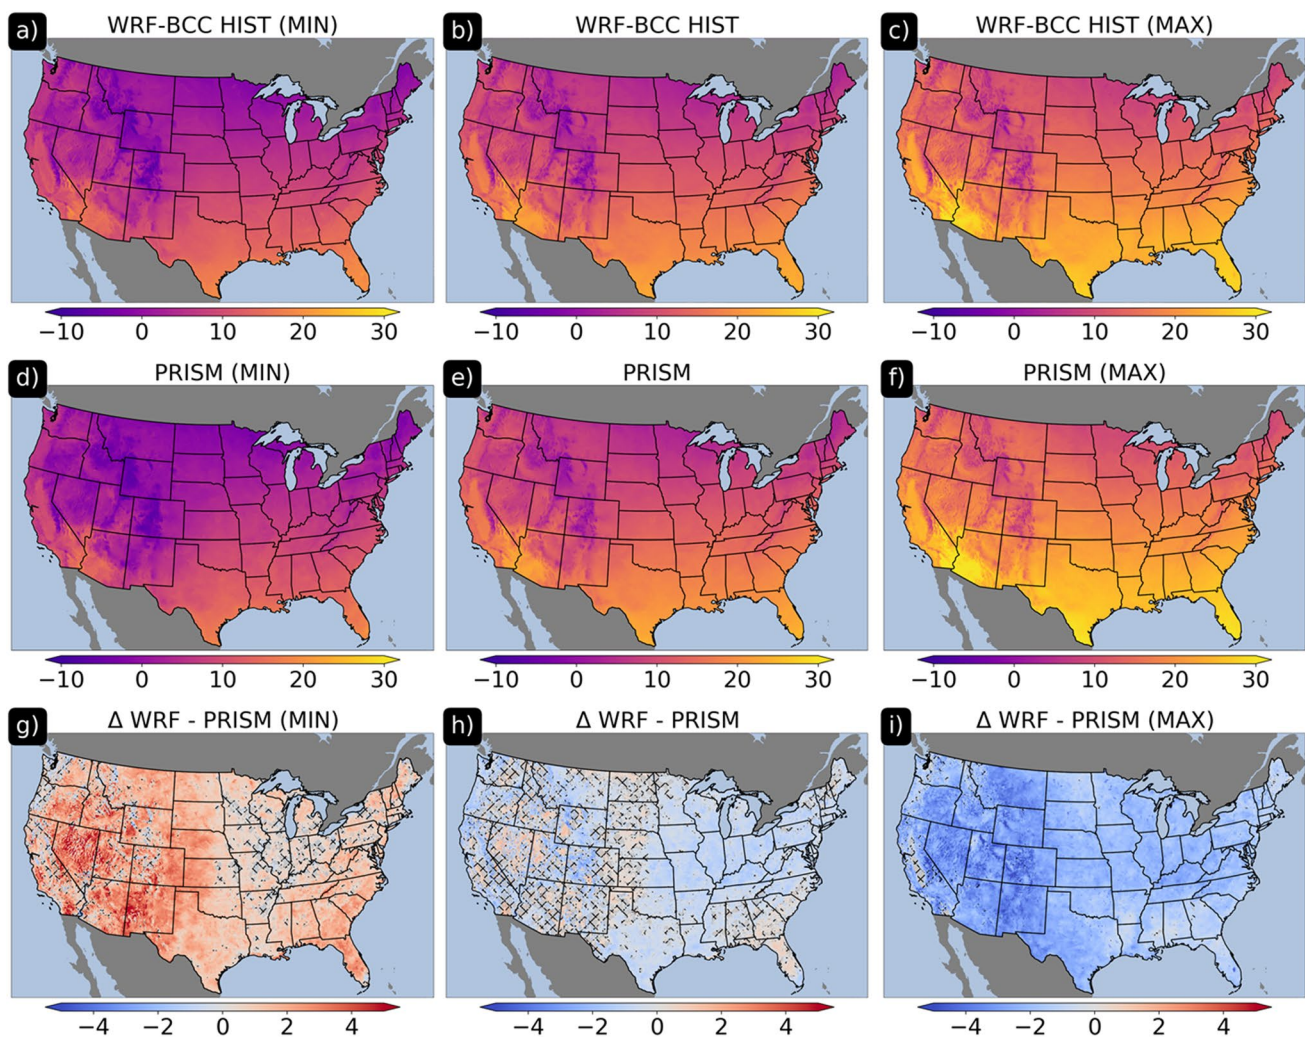 a) WRF-BCC HIST (MIN)
b) WRF-BCC HIST
c) WRF-BCC HIST (MAX)
−10 0 10 20 30
−10 0 10 20 30
−10 0 10 20 30
d) PRISM (MIN)
e) PRISM
f) PRISM (MAX)
−10 0 10 20 30
−10 0 10 20 30
−10 0 10 20 30
g) Δ WRF - PRISM (MIN)
h) Δ WRF - PRISM
i) Δ WRF - PRISM (MAX)
−4 −2 0 2 4
−4 −2 0 2 4
−4 −2 0 2 4